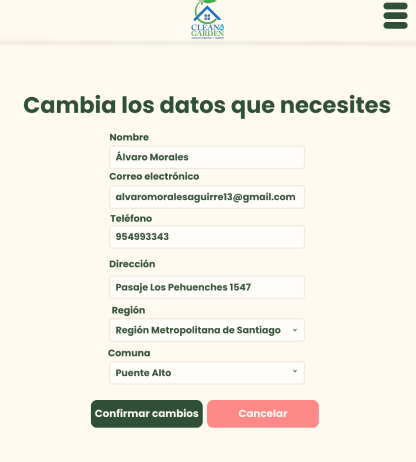 CLEAN
GARDEN
Cambia los datos que necesites
Nombre
Álvaro Morales
Correo electrónico
alvaromoralesaguirre13@gmail.com
Teléfono
954993343
Dirección
Pasaje Los Pehuenches 1547
Región
Región Metropolitana de Santiago
Comuna
Puente Alto
Confirmar cambios
Cancelar